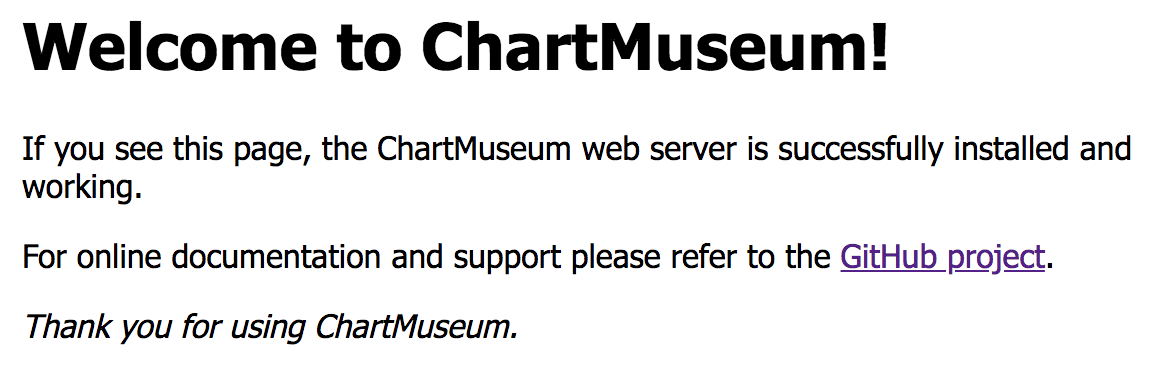 Welcome to ChartMuseum!
If you see this page, the ChartMuseum web server is successfully installed and
working.
For online documentation and support please refer to the GitHub project.
Thank you for using ChartMuseum.